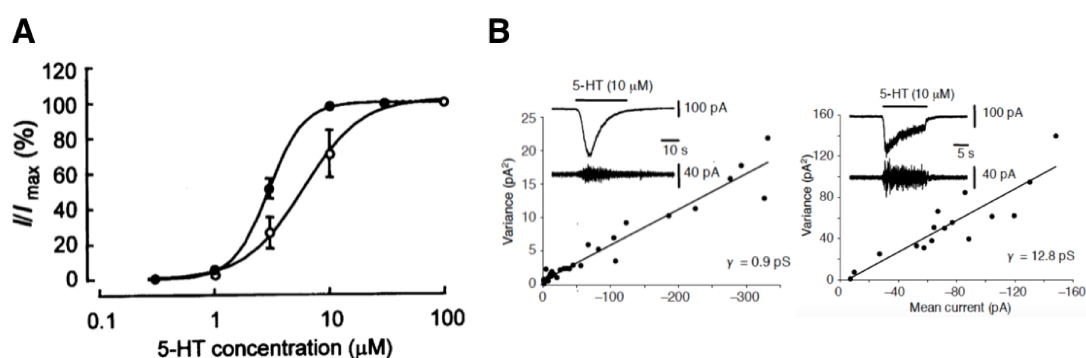 A
120
100
80
60
40
20
0
I/Imax (%)
0.1
1
10
100
5-HT concentration (μM)
B
5-HT (10 μM)
100 pA
10 s
40 pA
25
20
15
10
5
0
Variance (pA²)
γ = 0.9 pS
0
−100
−200
−300
5-HT (10 μM)
100 pA
5 s
40 pA
160
120
80
40
0
Variance (pA²)
γ = 12.8 pS
0
−40
−80
−120
−160
Mean current (pA)